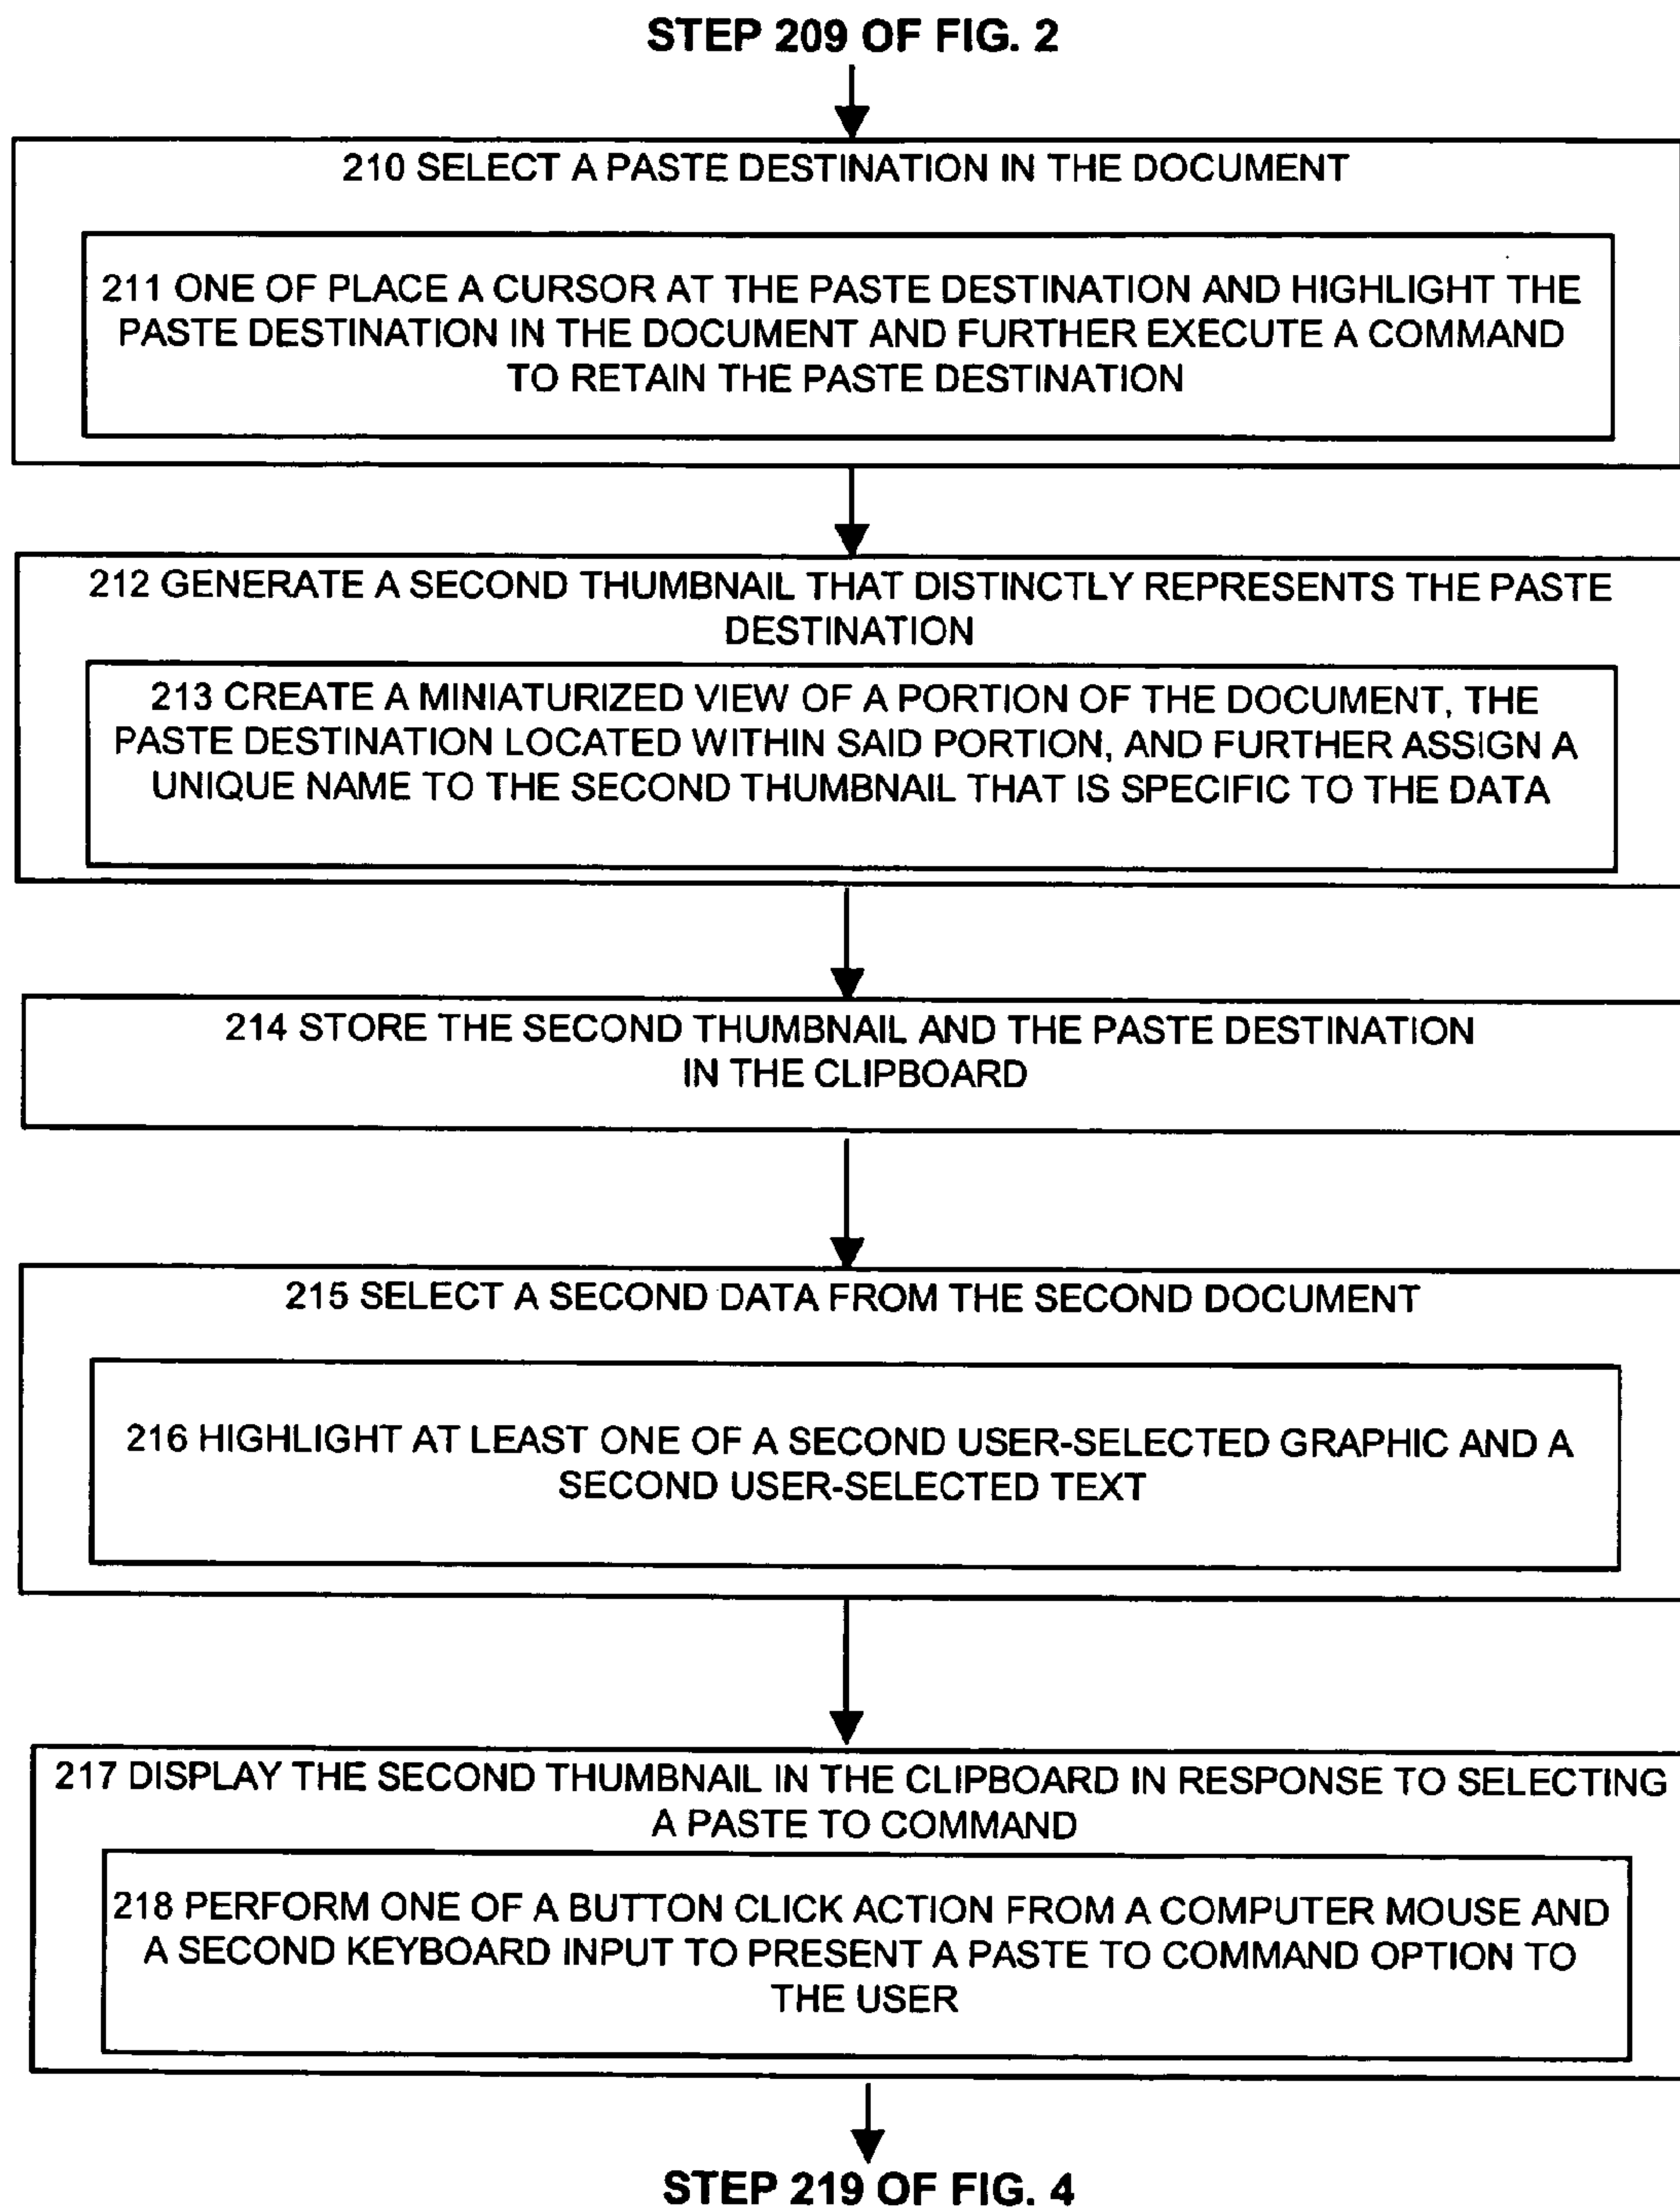 STEP 209 OF FIG. 2
210 SELECT A PASTE DESTINATION IN THE DOCUMENT
211 ONE OF PLACE A CURSOR AT THE PASTE DESTINATION AND HIGHLIGHT THE
PASTE DESTINATION IN THE DOCUMENT AND FURTHER EXECUTE A COMMAND
TO RETAIN THE PASTE DESTINATION
212 GENERATE A SECOND THUMBNAIL THAT DISTINCTLY REPRESENTS THE PASTE
DESTINATION
213 CREATE A MINIATURIZED VIEW OF A PORTION OF THE DOCUMENT, THE
PASTE DESTINATION LOCATED WITHIN SAID PORTION, AND FURTHER ASSIGN A
UNIQUE NAME TO THE SECOND THUMBNAIL THAT IS SPECIFIC TO THE DATA
214 STORE THE SECOND THUMBNAIL AND THE PASTE DESTINATION
IN THE CLIPBOARD
215 SELECT A SECOND DATA FROM THE SECOND DOCUMENT
216 HIGHLIGHT AT LEAST ONE OF A SECOND USER-SELECTED GRAPHIC AND A
SECOND USER-SELECTED TEXT
217 DISPLAY THE SECOND THUMBNAIL IN THE CLIPBOARD IN RESPONSE TO SELECTING
A PASTE TO COMMAND
218 PERFORM ONE OF A BUTTON CLICK ACTION FROM A COMPUTER MOUSE AND
A SECOND KEYBOARD INPUT TO PRESENT A PASTE TO COMMAND OPTION TO
THE USER
STEP 219 OF FIG. 4